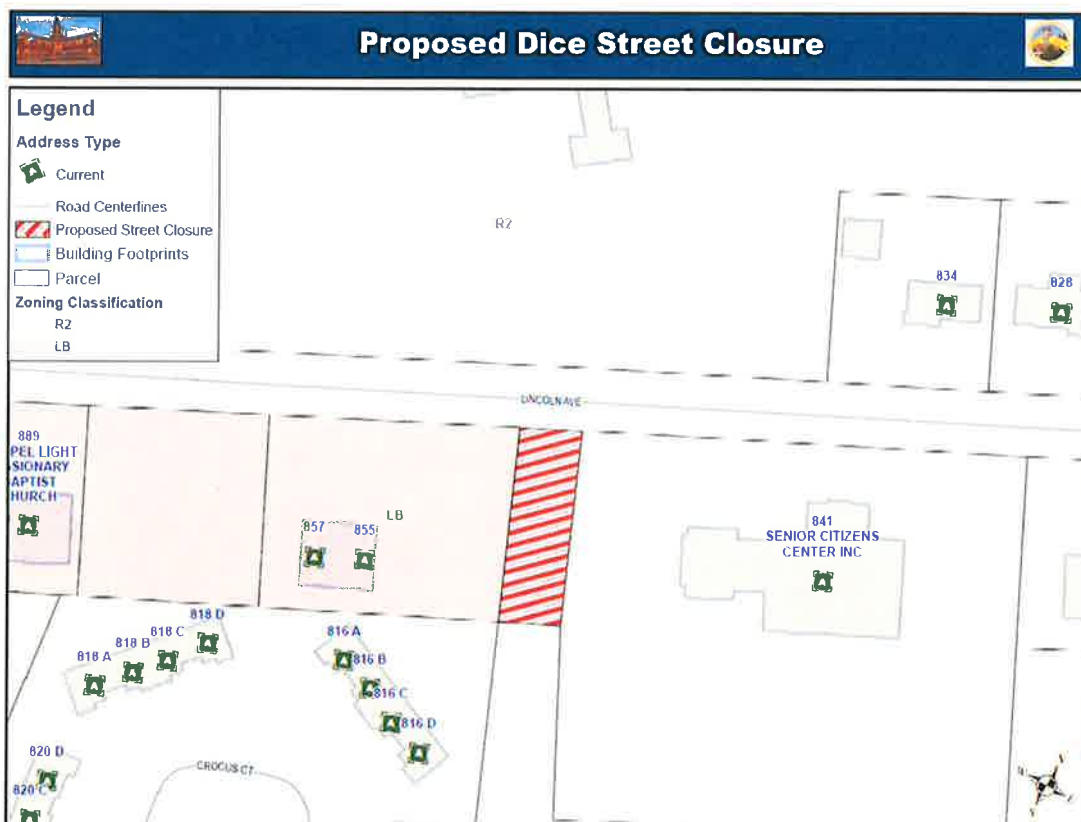 Proposed Dice Street Closure
Legend
Address Type
Current
Road Centerlines
Proposed Street Closure
Building Footprints
Parcel
Zoning Classification
R2
LB
R2
834
828
LINCOLN AVE
889
PEL LIGHT
SIONARY
APTIST
HURCH
LB
857
855
841
SENIOR CITIZENS
CENTER INC
818 D
818 C
818 B
818 A
816 A
816 B
816 C
816 D
820 D
820 C
CROCUS CT